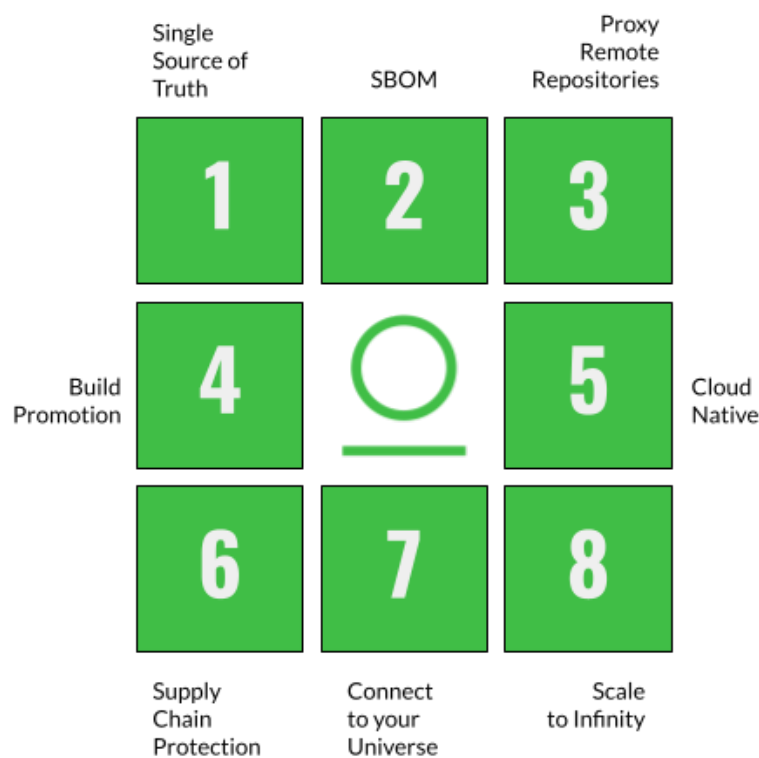 Single
Source of
Truth
SBOM
Proxy
Remote
Repositories
1
2
3
Build
Promotion
4
5
Cloud
Native
6
7
8
Supply
Chain
Protection
Connect
to your
Universe
Scale
to Infinity